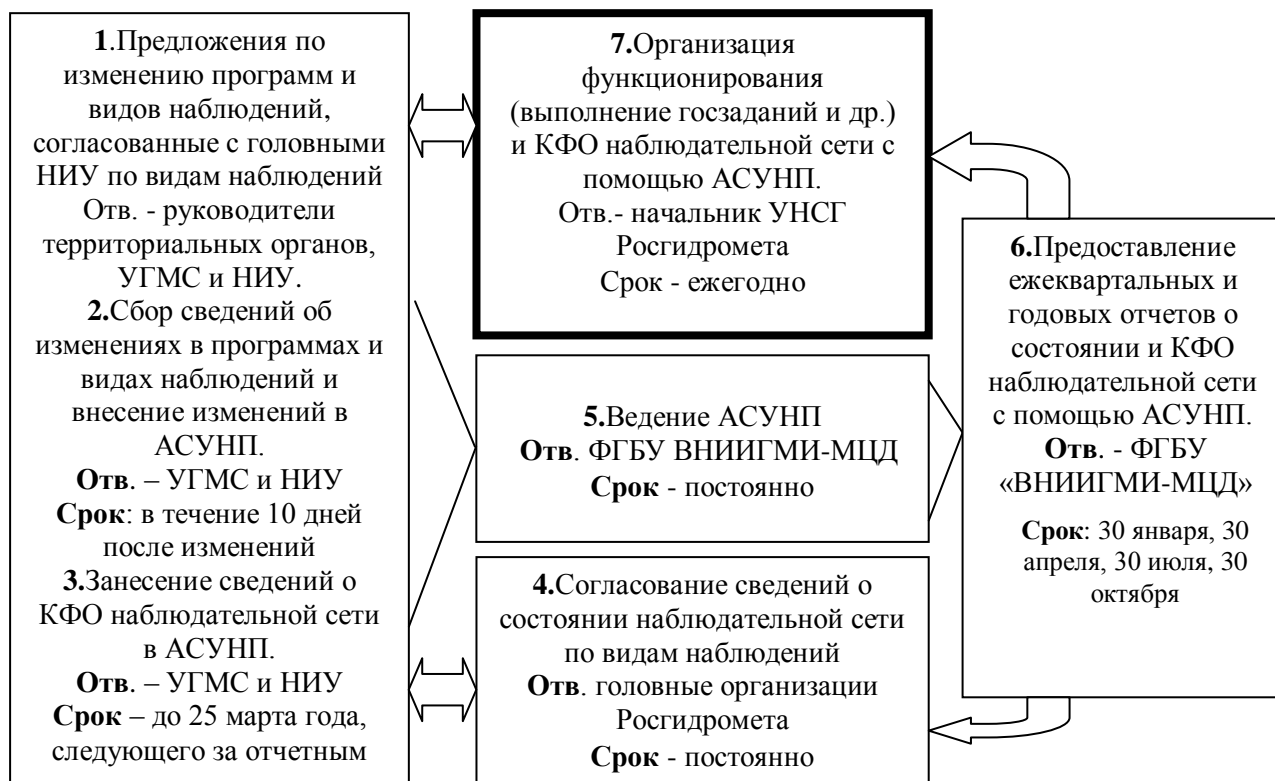 1.Предложения по
изменению программ и
видов наблюдений,
согласованные с головными
НИУ по видам наблюдений
Отв. - руководители
территориальных органов,
УГМС и НИУ.
2.Сбор сведений об
изменениях в программах и
видах наблюдений и
внесение изменений в
АСУНП.
Отв. – УГМС и НИУ
Срок: в течение 10 дней
после изменений
3.Занесение сведений о
КФО наблюдательной сети
в АСУНП.
Отв. – УГМС и НИУ
Срок – до 25 марта года,
следующего за отчетным
7.Организация
функционирования
(выполнение госзаданий и др.)
и КФО наблюдательной сети с
помощью АСУНП.
Отв.- начальник УНСГ
Росгидромета
Срок - ежегодно
5.Ведение АСУНП
Отв. ФГБУ ВНИИГМИ-МЦД
Срок - постоянно
4.Согласование сведений о
состоянии наблюдательной сети
по видам наблюдений
Отв. головные организации
Росгидромета
Срок - постоянно
6.Предоставление
ежеквартальных и
годовых отчетов о
состоянии и КФО
наблюдательной сети
с помощью АСУНП.
Отв. - ФГБУ
«ВНИИГМИ-МЦД»
Срок: 30 января, 30
апреля, 30 июля, 30
октября